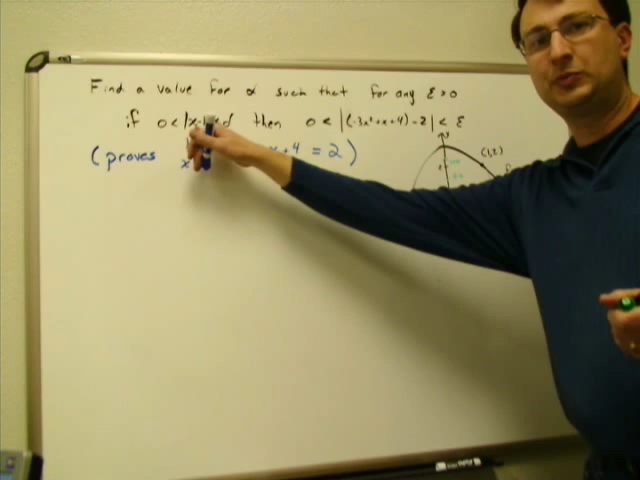 Find a value for α such that for any ε>0
if 0<|x- then 0 < |(-3x²+x+4)-2| < ε
(proves x x+4 = 2)
y
(1,2)